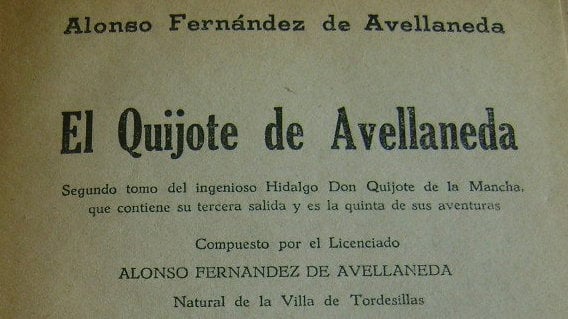 Alonso Fernández de Avellaneda
El Quijote de Avellaneda
Segundo tomo del ingenioso Hidalgo Don Quijote de la Mancha,
que contiene su tercera salida y es la quinta de sus aventuras
Compuesto por el Licenciado
ALONSO FERNANDEZ DE AVELLANEDA
Natural de la Villa de Tordesillas